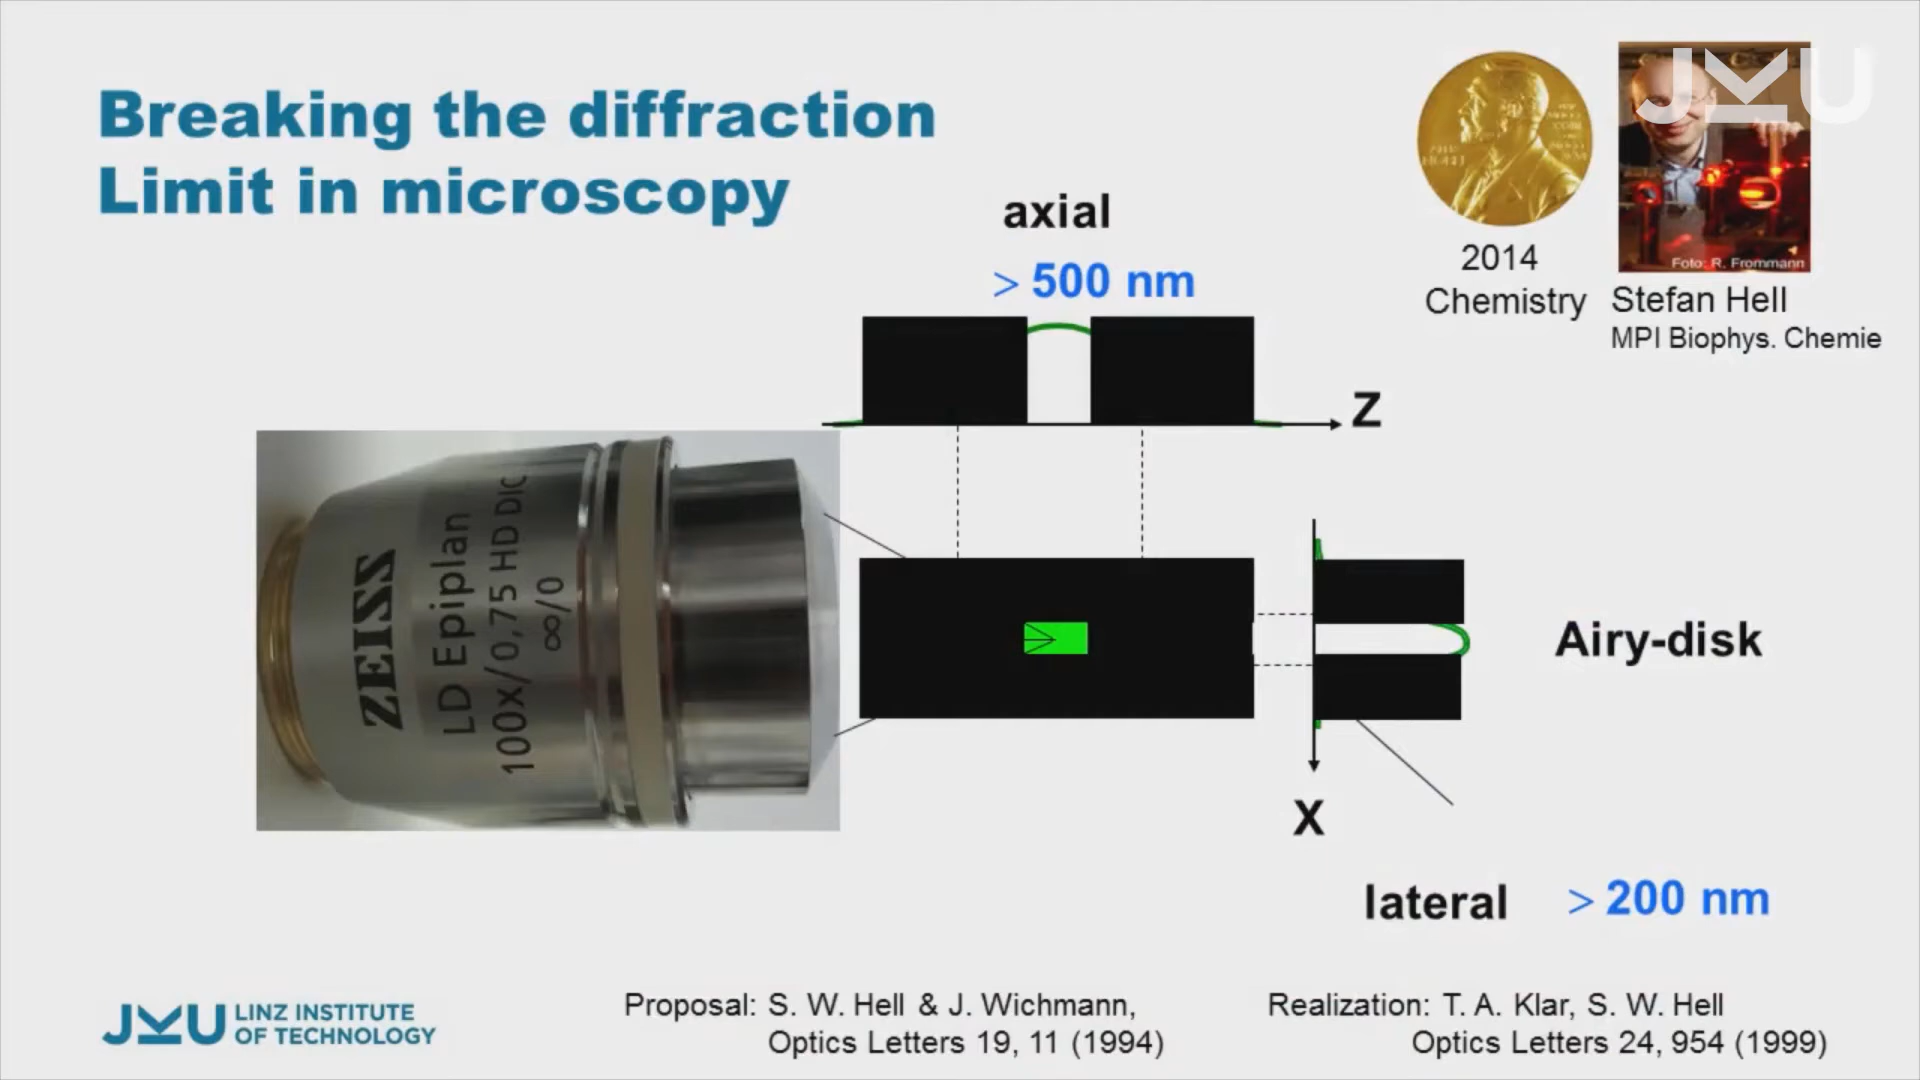 Breaking the diffraction
Limit in microscopy
JKU
axial
> 500 nm
2014
Chemistry
Foto: R. Frommann
Stefan Hell
MPI Biophys. Chemie
Z
ZEISS
LD Epiplan
100x/0,75 HD DIC
∞/0
Airy-disk
X
lateral > 200 nm
JKU LINZ INSTITUTE
OF TECHNOLOGY
Proposal: S. W. Hell & J. Wichmann,
Optics Letters 19, 11 (1994)
Realization: T. A. Klar, S. W. Hell
Optics Letters 24, 954 (1999)